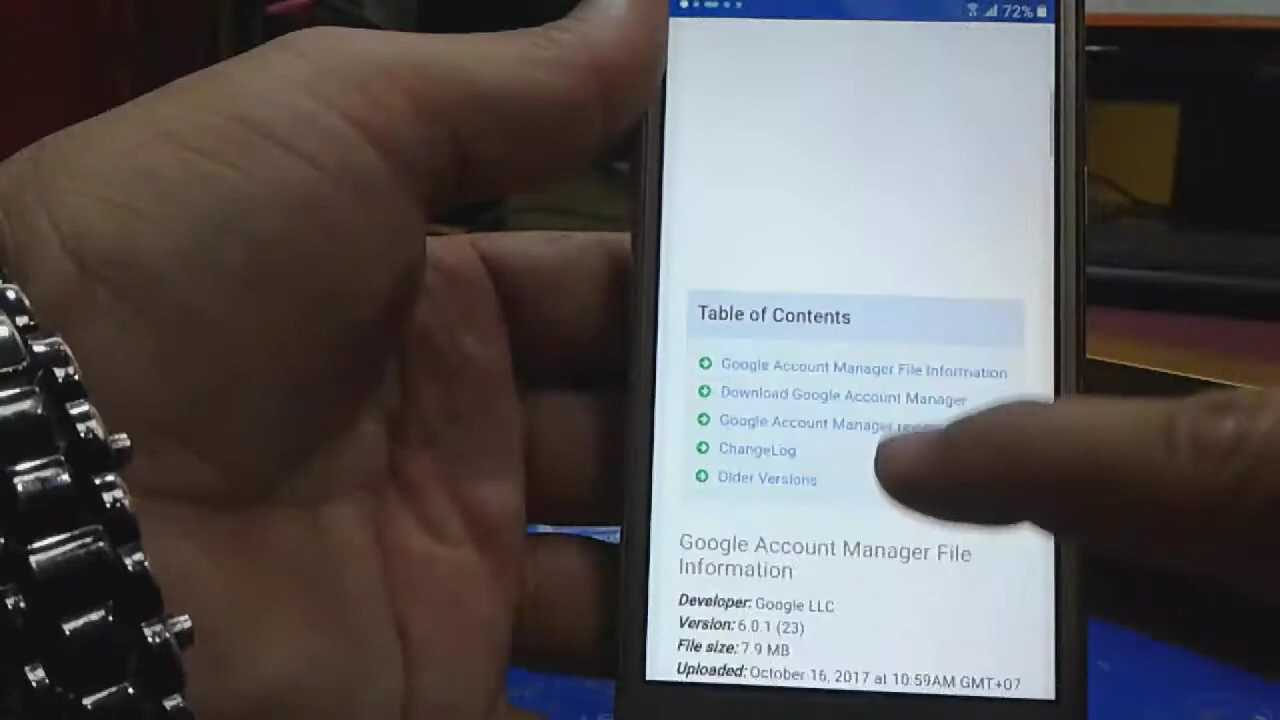 72%
Table of Contents
Google Account Manager File Information
Download Google Account Manager
Google Account Manager
ChangeLog
Older Versions
Google Account Manager File
Information
Developer: Google LLC
Version: 6.0.1 (23)
File size: 7.9 MB
Uploaded: October 16, 2017 at 10:59AM GMT+07